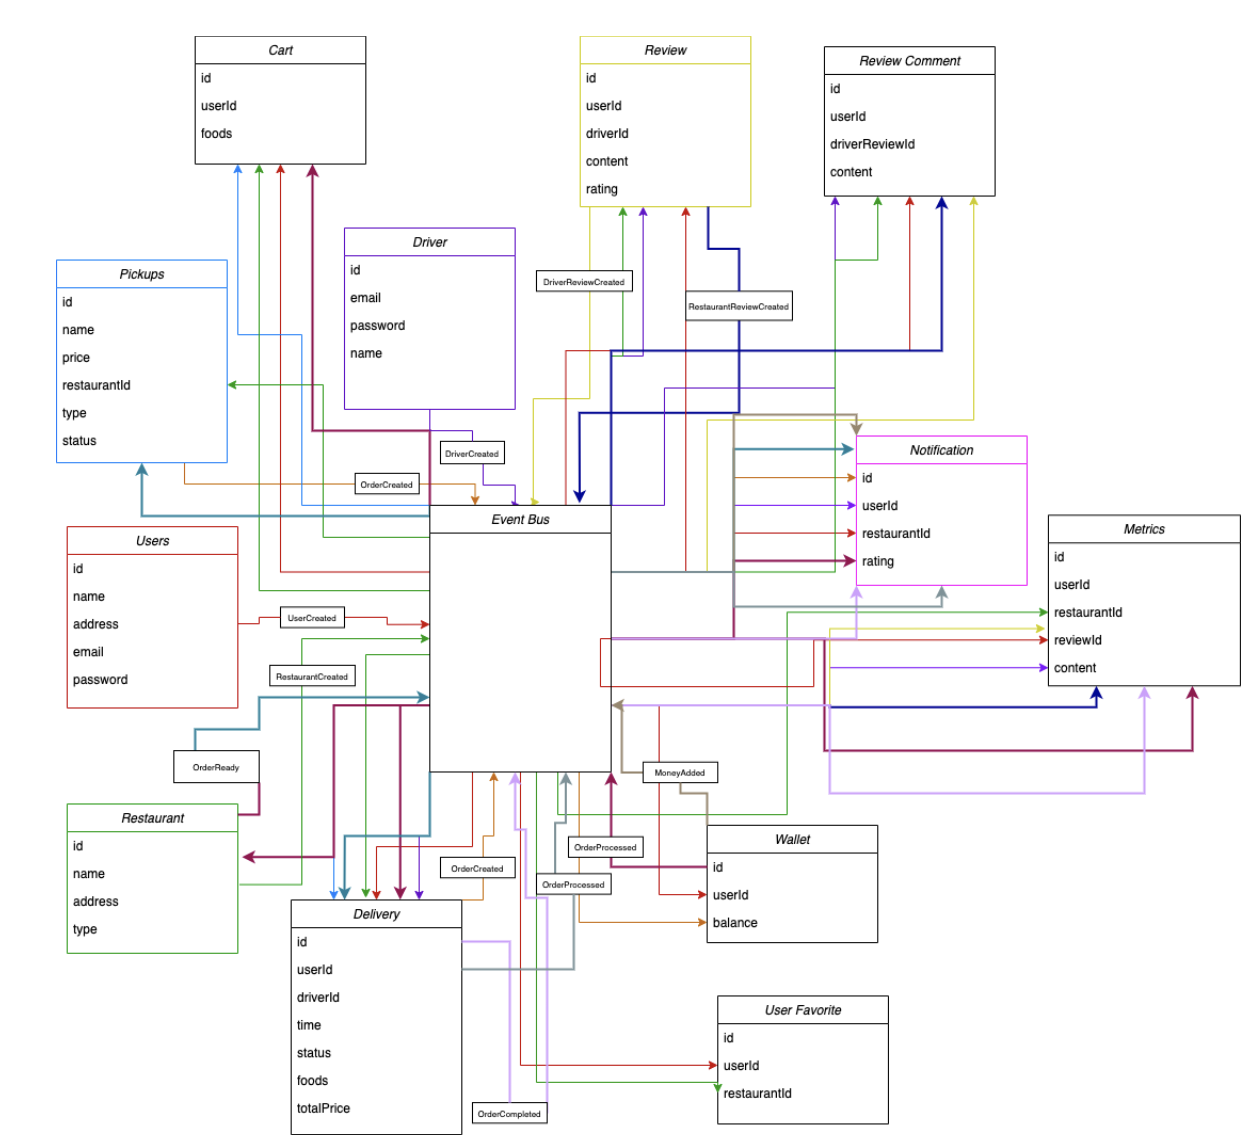 Cart
id
userId
foods
Review
id
userId
driverId
content
rating
Review Comment
id
userId
driverReviewId
content
Driver
id
email
password
name
Pickups
id
name
price
restaurantId
type
status
DriverReviewCreated
RestaurantReviewCreated
DriverCreated
OrderCreated
Notification
id
userId
restaurantId
rating
Event Bus
Metrics
id
userId
restaurantId
reviewId
content
Users
id
name
address
email
password
UserCreated
RestaurantCreated
OrderReady
MoneyAdded
Restaurant
id
name
address
type
Wallet
id
userId
balance
OrderProcessed
OrderCreated
OrderProcessed
Delivery
id
userId
driverId
time
status
foods
totalPrice
User Favorite
id
userId
restaurantId
OrderCompleted